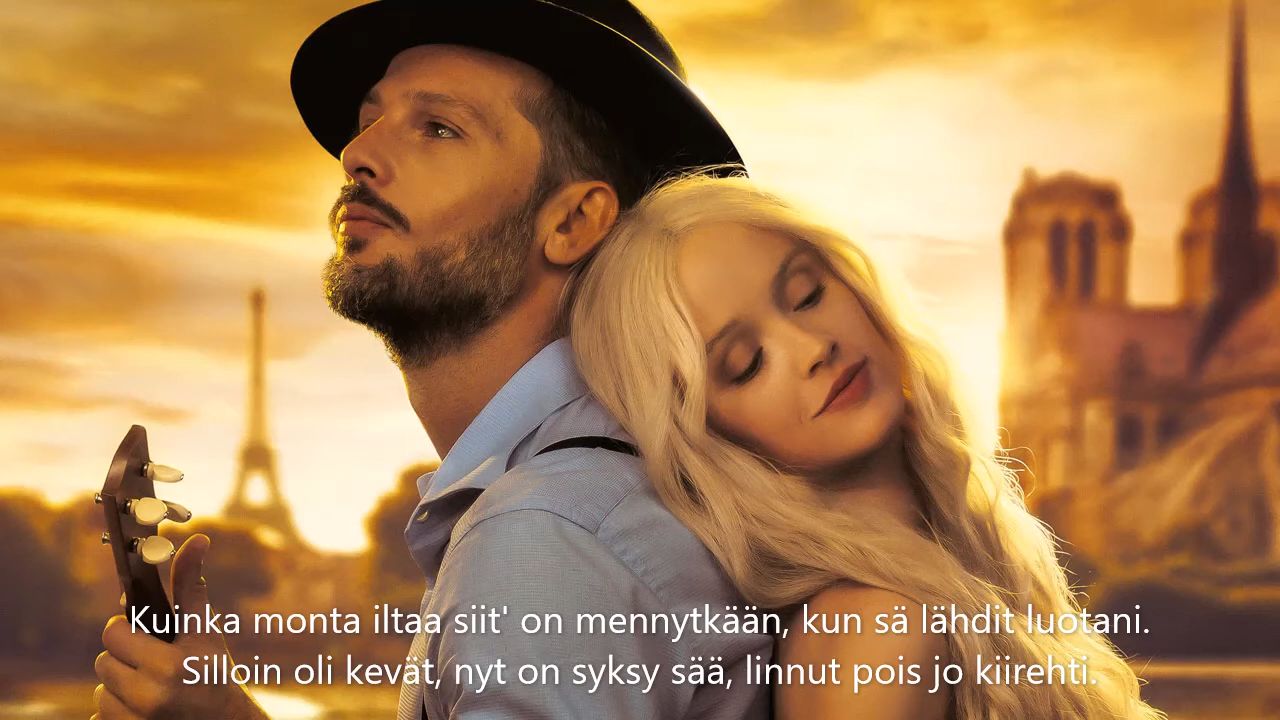 Kuinka monta iltaa siit' on mennytkään, kun sä lähdit luotani.
Silloin oli kevät, nyt on syksy sää, linnut pois jo kiirehti.